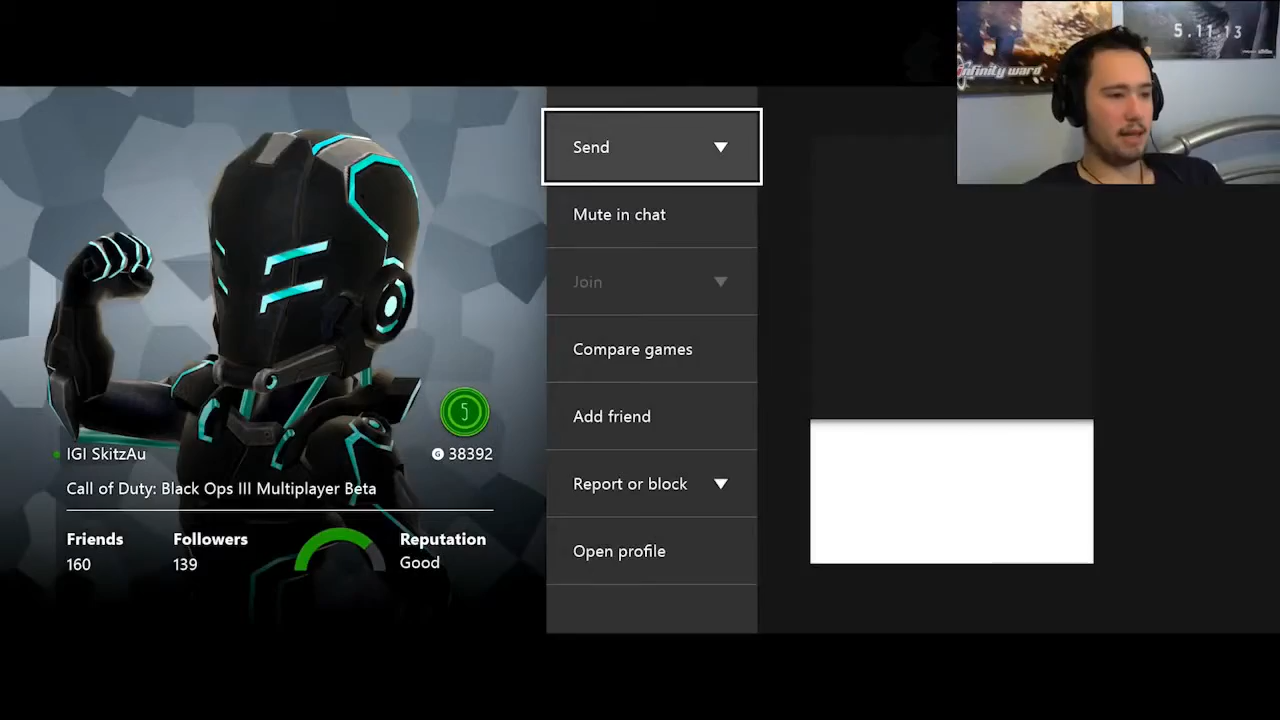 5.11.13
infinity ward
Send
Mute in chat
Join
Compare games
Add friend
Report or block
Open profile
5
IGI SkitzAu
G 38392
Call of Duty: Black Ops III Multiplayer Beta
Friends
Followers
Reputation
160
139
Good